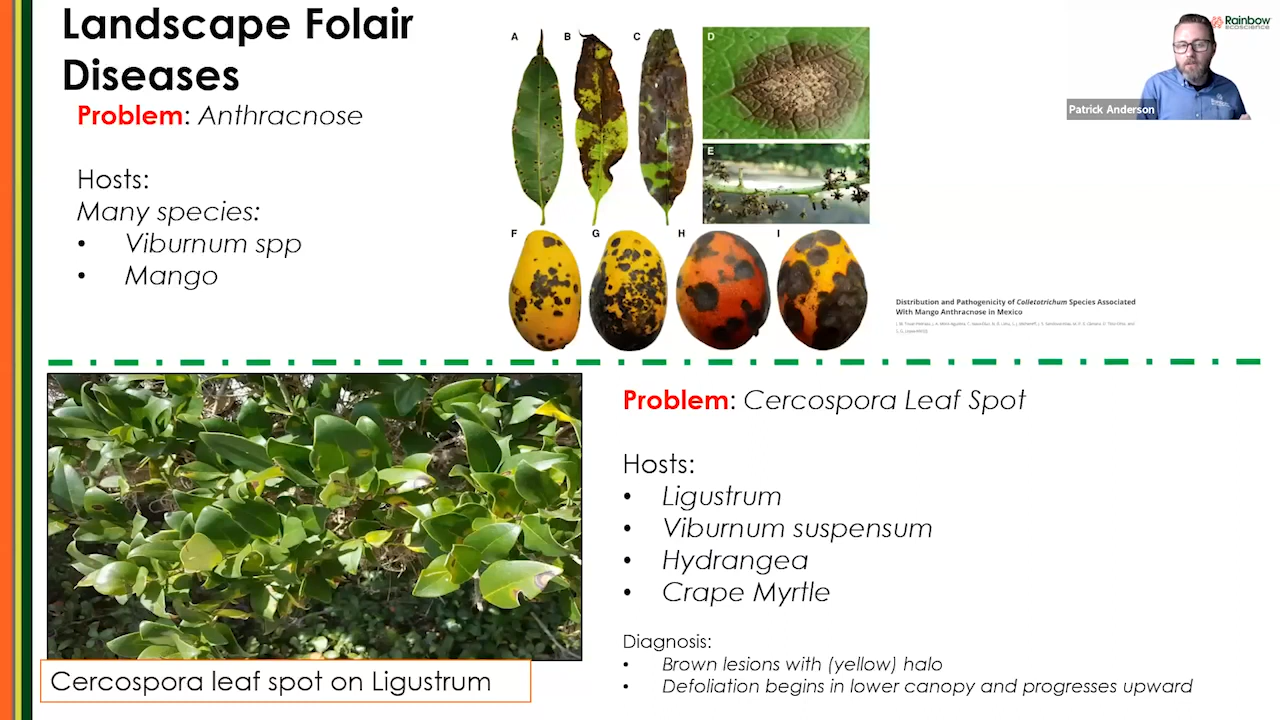 Landscape Folair
Diseases
Problem: Anthracnose
Hosts:
Many species:
• Viburnum spp
• Mango
A B C D
E
F G H I
Distribution and Pathogenicity of Colletotrichum Species Associated
With Mango Anthracnose in Mexico
Rainbow
ecoscience
Patrick Anderson
Cercospora leaf spot on Ligustrum
Problem: Cercospora Leaf Spot
Hosts:
• Ligustrum
• Viburnum suspensum
• Hydrangea
• Crape Myrtle
Diagnosis:
• Brown lesions with (yellow) halo
• Defoliation begins in lower canopy and progresses upward